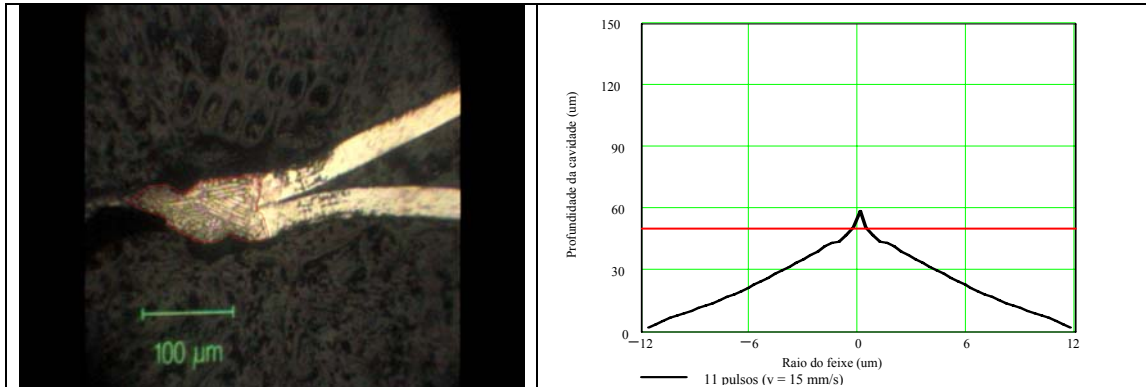 100 µm
Profundidade da cavidade (um)
150
120
90
60
30
0
−12
−6
0
6
12
Raio do feixe (um)
11 pulsos (v = 15 mm/s)